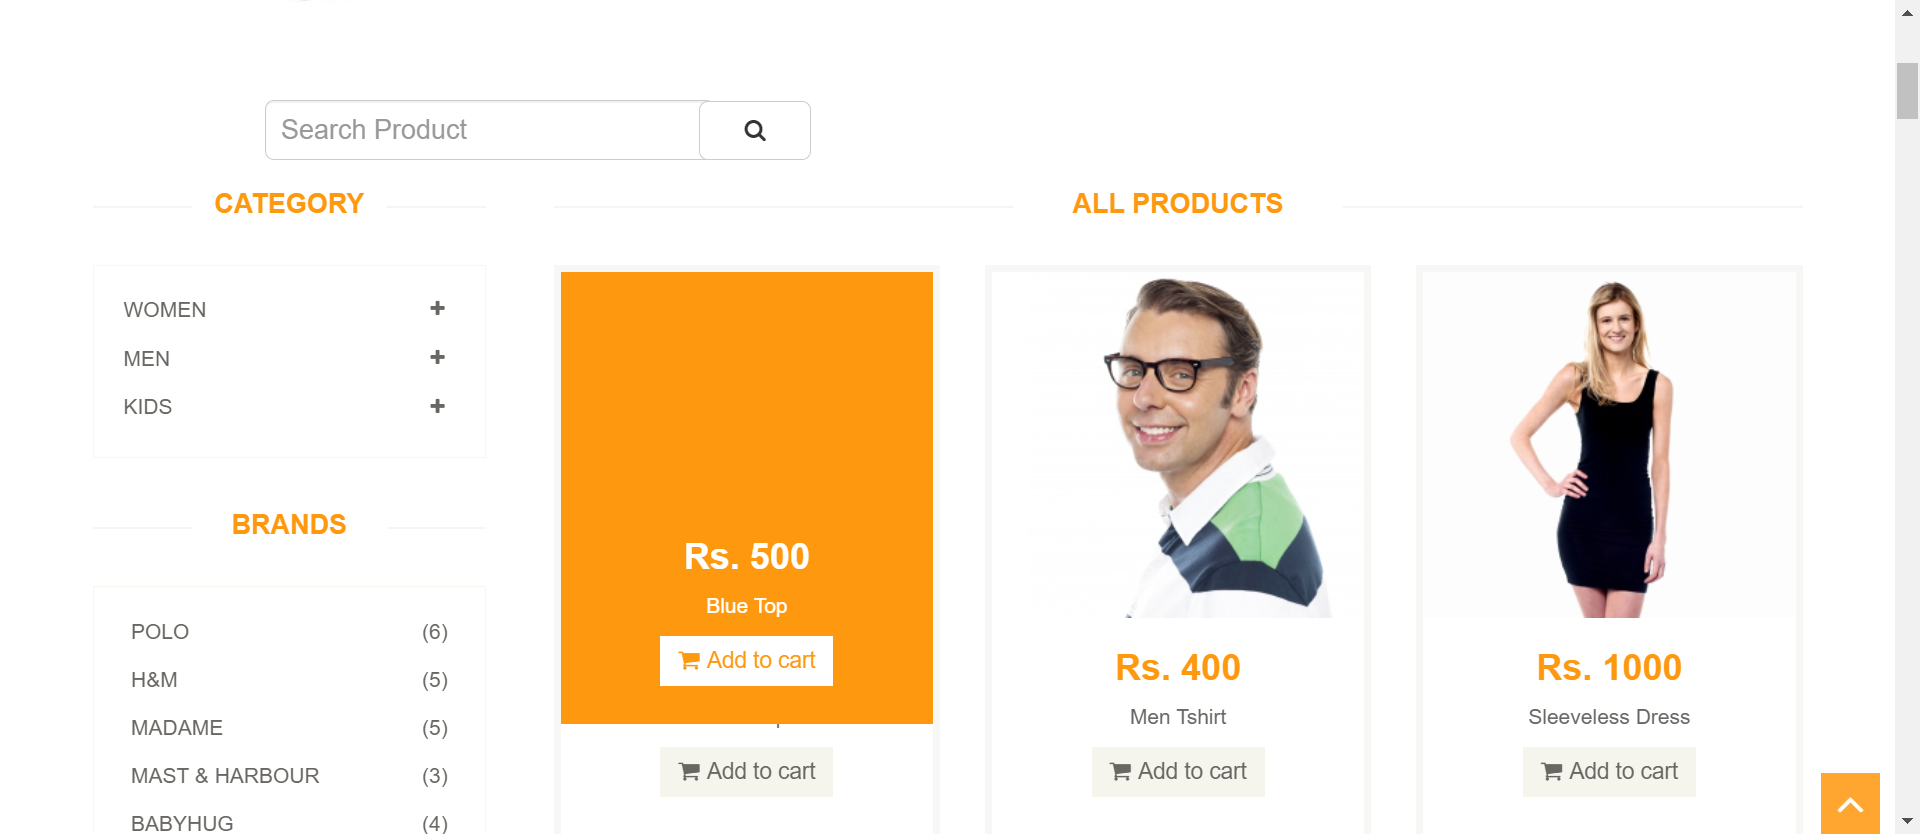 Search Product
CATEGORY
WOMEN
MEN
KIDS
BRANDS
POLO (6)
H&M (5)
MADAME (5)
MAST & HARBOUR (3)
BABYHUG (4)
ALL PRODUCTS
Rs. 500
Blue Top
Add to cart
Add to cart
Rs. 400
Men Tshirt
Add to cart
Rs. 1000
Sleeveless Dress
Add to cart